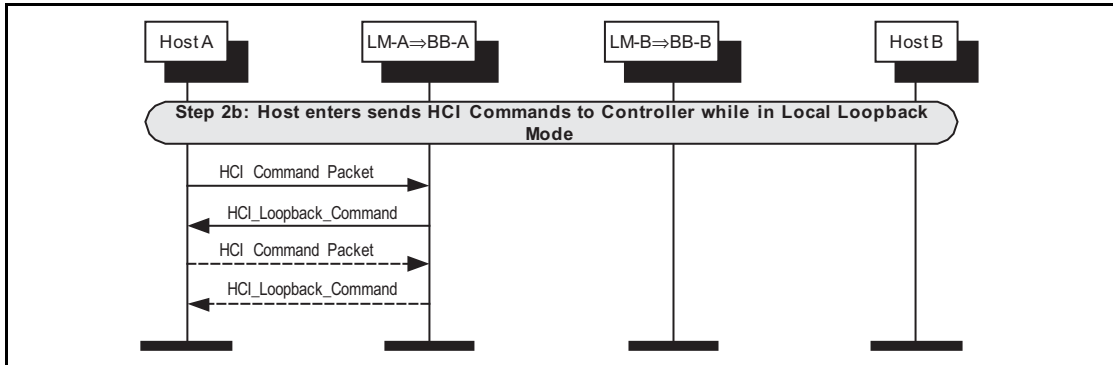 Host A
LM-A⇒BB-A
LM-B⇒BB-B
Host B
Step 2b: Host enters sends HCI Commands to Controller while in Local Loopback
Mode
HCI Command Packet
HCI_Loopback_Command
HCI Command Packet
HCI_Loopback_Command